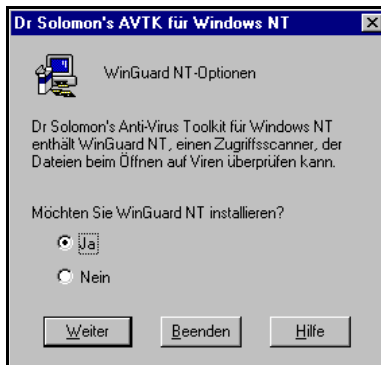 Dr Solomon's AVTK für Windows NT
WinGuard NT-Optionen
Dr Solomon's Anti-Virus Toolkit für Windows NT
enthält WinGuard NT, einen Zugriffsscanner, der
Dateien beim Öffnen auf Viren überprüfen kann.
Möchten Sie WinGuard NT installieren?
Ja
Nein
Weiter Beenden Hilfe